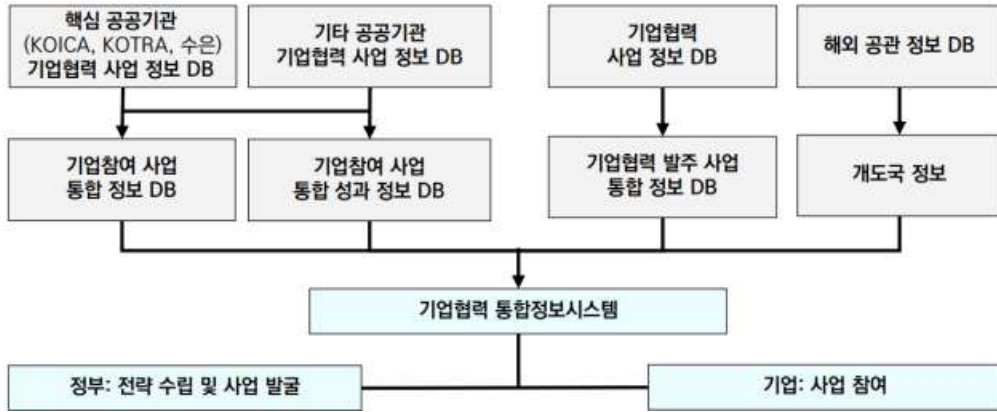 핵심 공공기관
(KOICA, KOTRA, 수은)
기업협력 사업 정보 DB
기타 공공기관
기업협력 사업 정보 DB
기업협력
사업 정보 DB
해외 공관 정보 DB
기업참여 사업
통합 정보 DB
기업참여 사업
통합 성과 정보 DB
기업협력 발주 사업
통합 정보 DB
개도국 정보
기업협력 통합정보시스템
정부: 전략 수립 및 사업 발굴
기업: 사업 참여